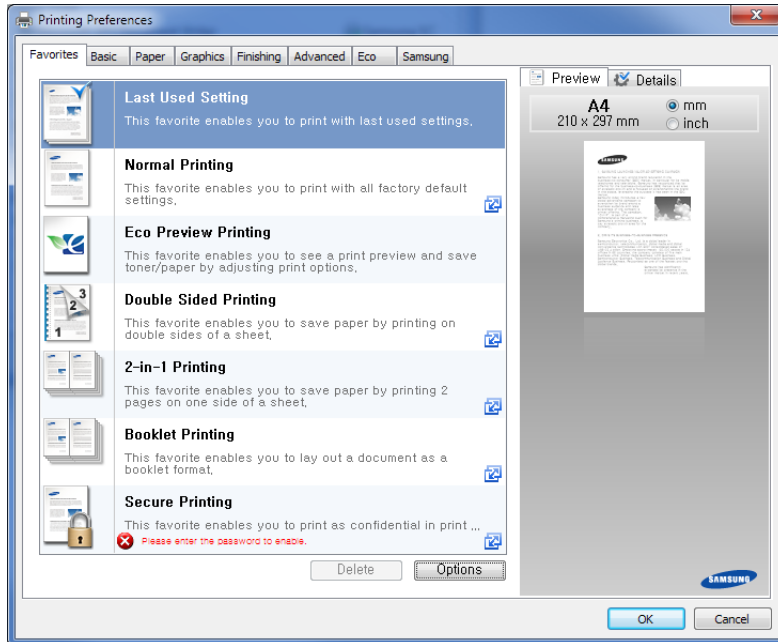 Printing Preferences
Favorites Basic Paper Graphics Finishing Advanced Eco Samsung
Last Used Setting
This favorite enables you to print with last used settings.
Normal Printing
This favorite enables you to print with all factory default
settings.
Eco Preview Printing
This favorite enables you to see a print preview and save
toner/paper by adjusting print options.
3
2
1
Double Sided Printing
This favorite enables you to save paper by printing on
double sides of a sheet.
2-in-1 Printing
This favorite enables you to save paper by printing 2
pages on one side of a sheet.
Booklet Printing
This favorite enables you to lay out a document as a
booklet format.
Secure Printing
This favorite enables you to print as confidential in print ...
Please enter the password to enable.
Delete Options
Preview Details
A4
210 x 297 mm
mm
inch
SAMSUNG
SAMSUNG
OK Cancel